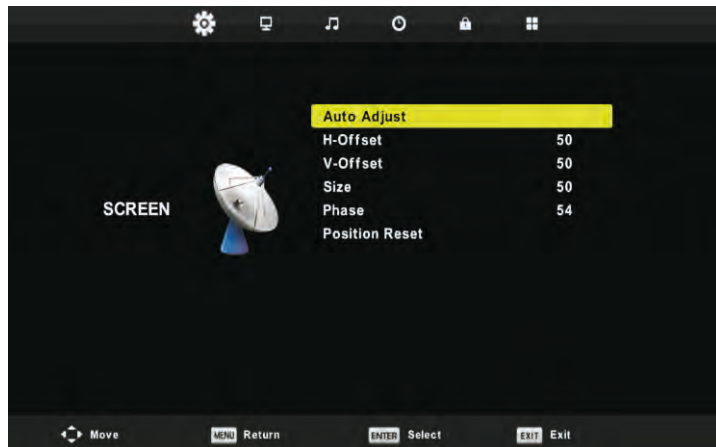 Auto Adjust
H-Offset 50
V-Offset 50
Size 50
SCREEN
Phase 54
Position Reset
Move MENU Return ENTER Select EXIT Exit